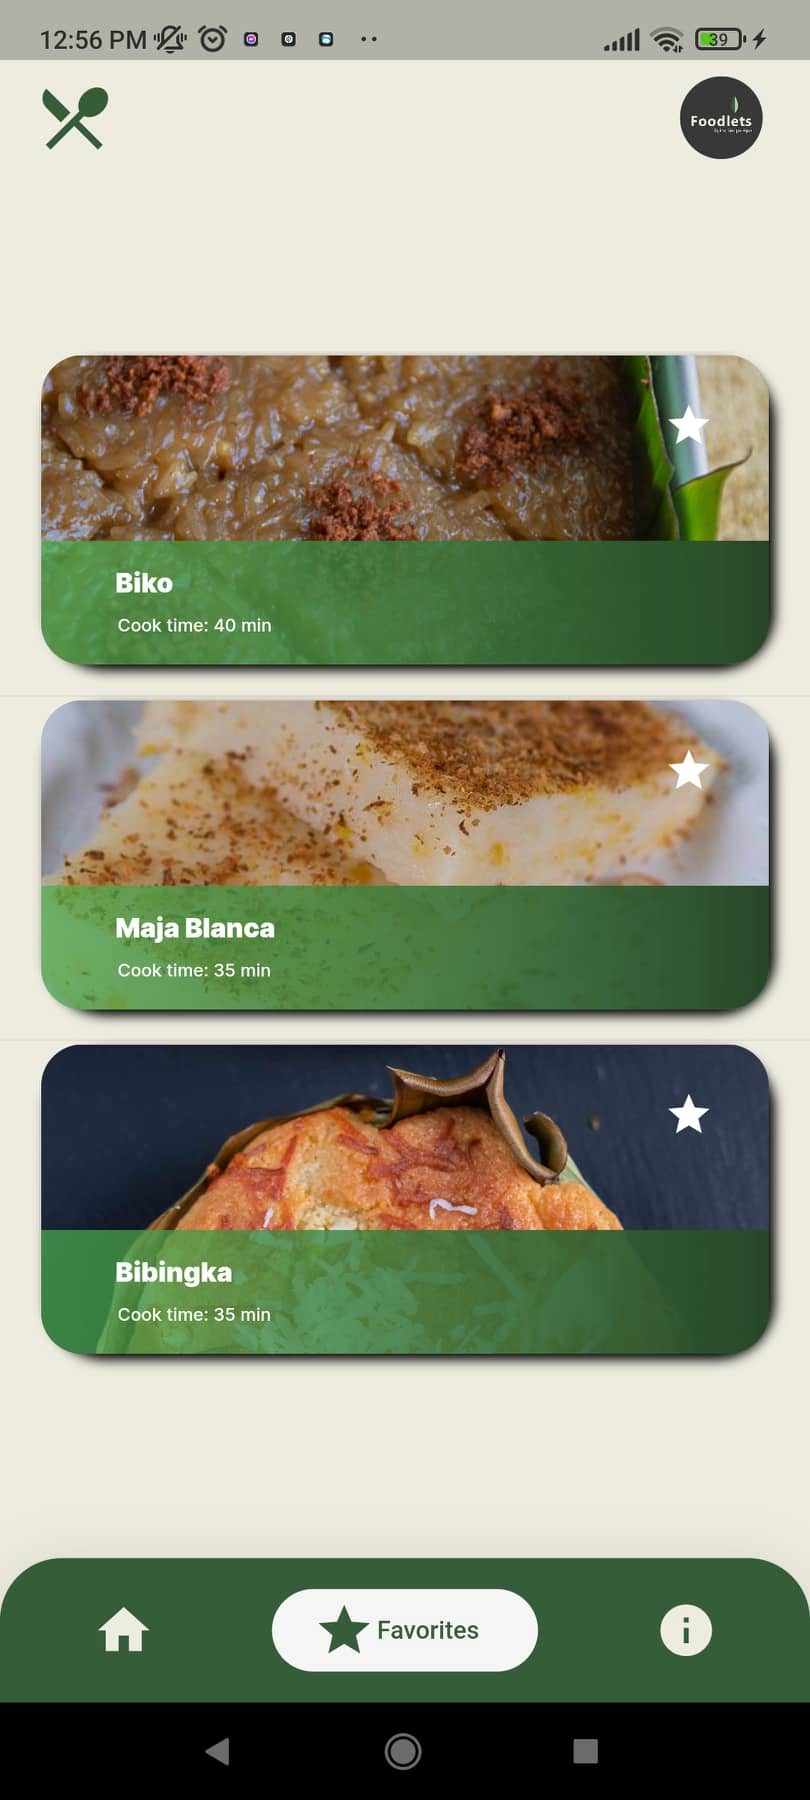 12:56 PM
39
Foodlets
Biko
Cook time: 40 min
Maja Blanca
Cook time: 35 min
Bibingka
Cook time: 35 min
Favorites